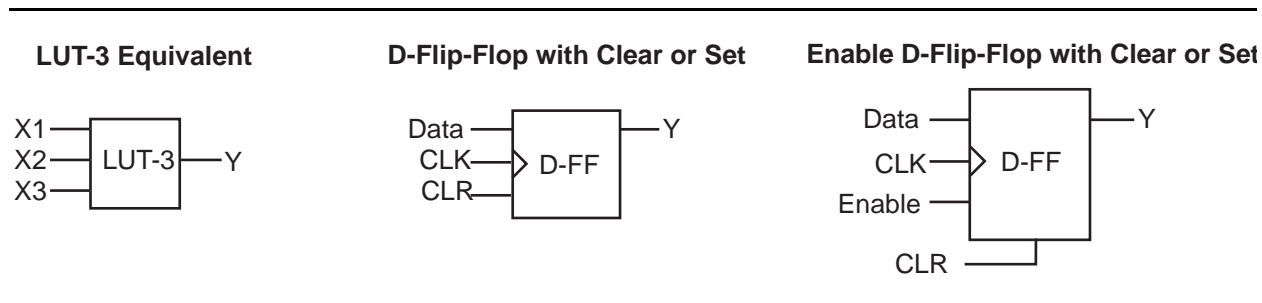 LUT-3 Equivalent
D-Flip-Flop with Clear or Set
Enable D-Flip-Flop with Clear or Set
X1
X2
X3
LUT-3
Y
Data
CLK
CLR
D-FF
Y
Data
CLK
Enable
CLR
D-FF
Y